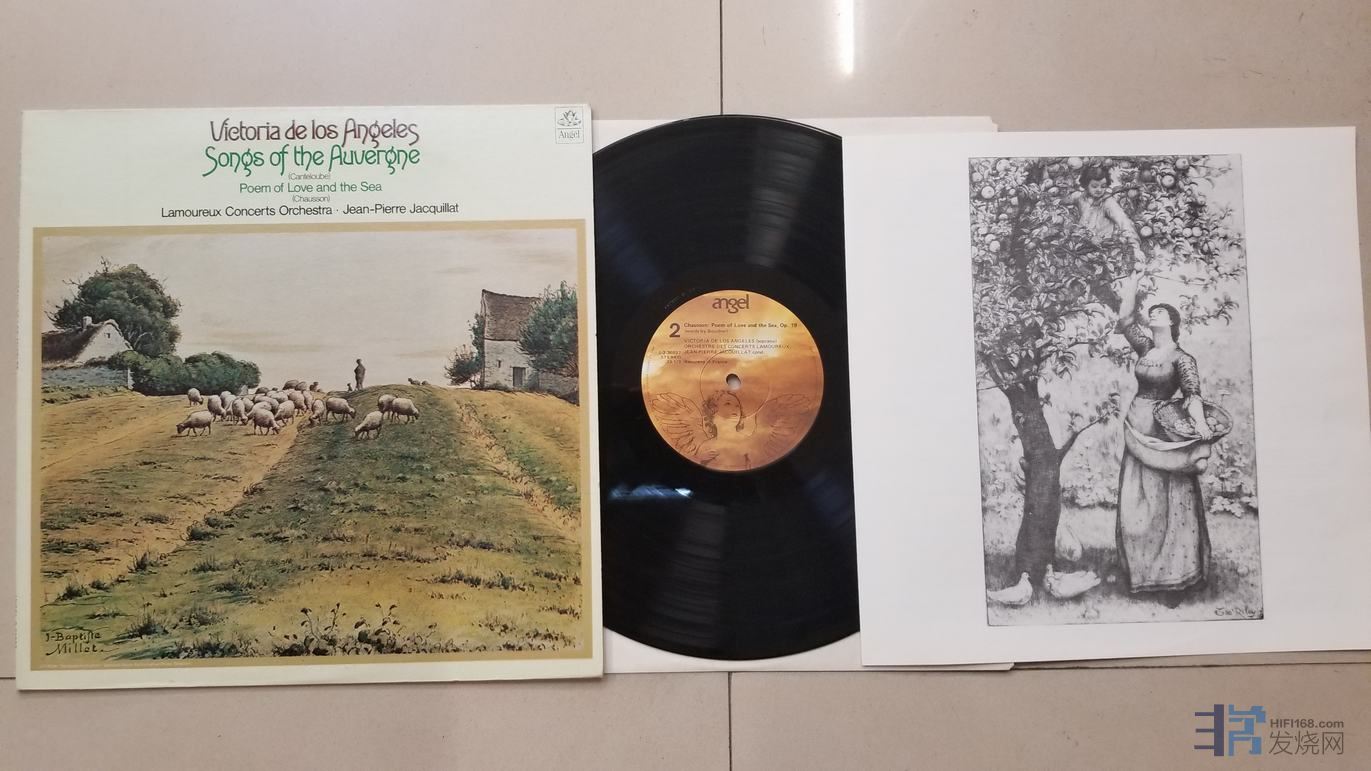 Victoria de los Angeles
Songs of the Auvergne
(Canteloube)
Poem of Love and the Sea
(Chausson)
Lamoureux Concerts Orchestra · Jean-Pierre Jacquillat
Angel
J-Baptiste
Millet.
angel
2
Chausson: Poem of Love and the Sea, Op. 19
VICTORIA DE LOS ANGELES (soprano)
ORCHESTRE DES CONCERTS LAMOUREUX
JEAN-PIERRE JACQUILLAT cond.
STEREO
HIFI168.com
发烧网